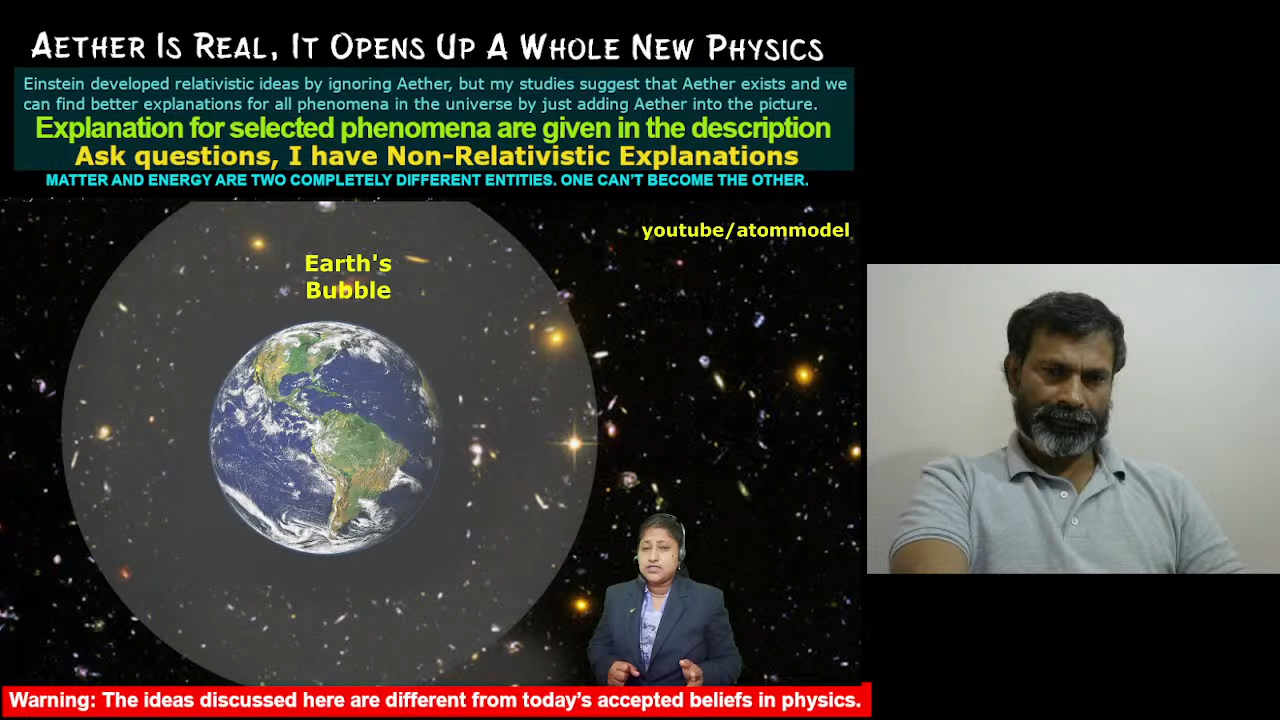 AETHER IS REAL, IT OPENS UP A WHOLE NEW PHYSICS
Einstein developed relativistic ideas by ignoring Aether, but my studies suggest that Aether exists and we
can find better explanations for all phenomena in the universe by just adding Aether into the picture.
Explanation for selected phenomena are given in the description
Ask questions, I have Non-Relativistic Explanations
MATTER AND ENERGY ARE TWO COMPLETELY DIFFERENT ENTITIES. ONE CAN'T BECOME THE OTHER.
youtube/atommodel
Earth's
Bubble
Warning: The ideas discussed here are different from today's accepted beliefs in physics.